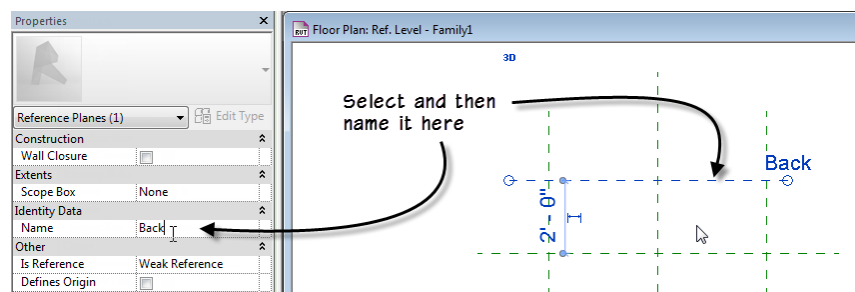 Properties
X
Reference Planes (1)
Edit Type
Construction
Wall Closure
Extents
Scope Box None
Identity Data
Name Back
Other
Is Reference Weak Reference
Defines Origin
RVT Floor Plan: Ref. Level - Family1
3D
Select and then
name it here
Back
2' - 0"